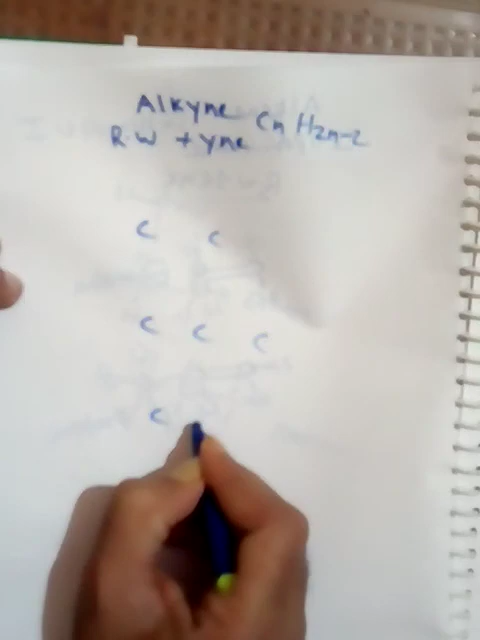 Alkyne CnH2n-2
R.W + yne
C C
C C C
C